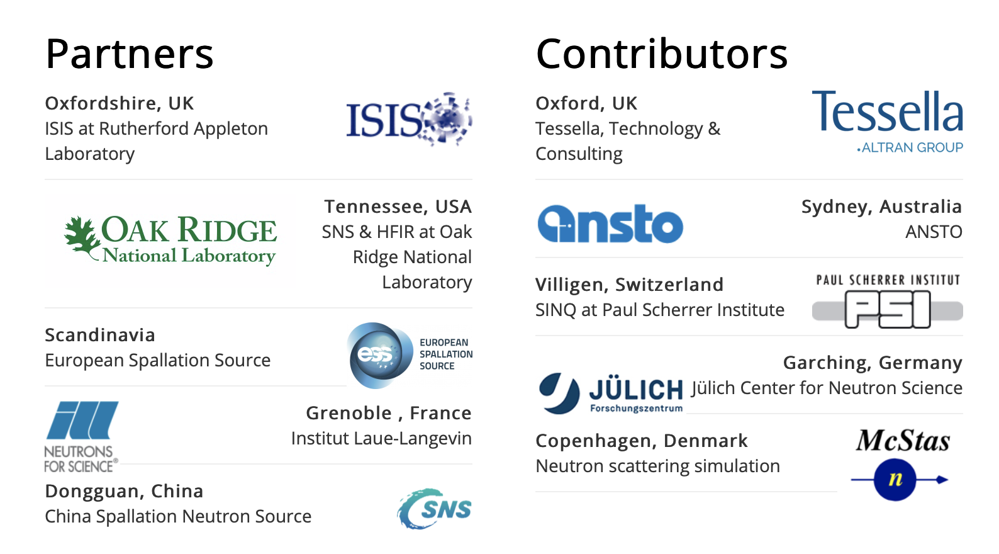 Partners
Oxfordshire, UK
ISIS at Rutherford Appleton
Laboratory
ISIS
OAK RIDGE
National Laboratory
Tennessee, USA
SNS & HFIR at Oak
Ridge National
Laboratory
Scandinavia
European Spallation Source
ess
EUROPEAN
SPALLATION
SOURCE
ill
NEUTRONS
FOR SCIENCE®
Grenoble , France
Institut Laue-Langevin
Dongguan, China
China Spallation Neutron Source
CSNS
Contributors
Oxford, UK
Tessella, Technology &
Consulting
Tessella
ALTRAN GROUP
ansto
Sydney, Australia
ANSTO
Villigen, Switzerland
SINQ at Paul Scherrer Institute
PAUL SCHERRER INSTITUT
PSI
JÜLICH
Forschungszentrum
Garching, Germany
Jülich Center for Neutron Science
Copenhagen, Denmark
Neutron scattering simulation
McStas
n